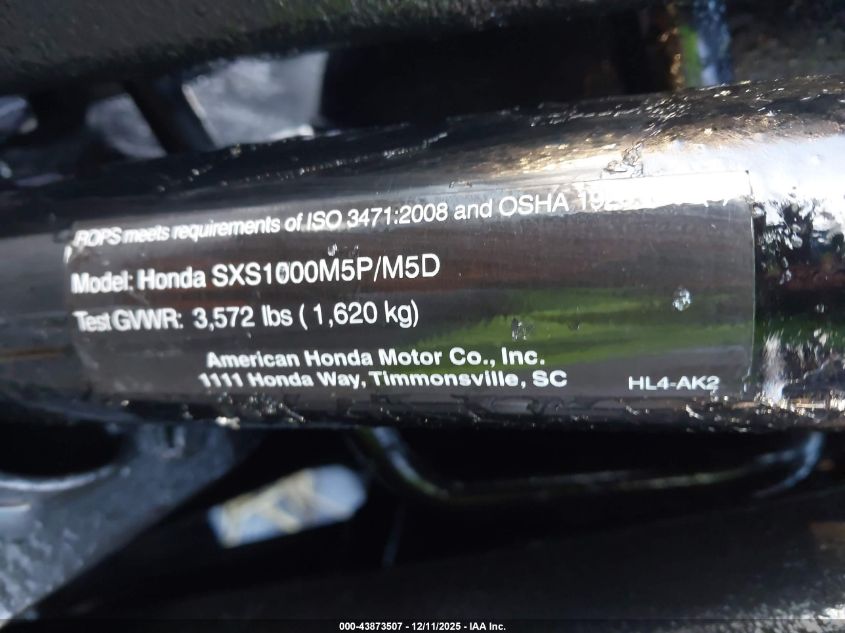 ROPS meets requirements of ISO 3471:2008 and OSHA
Model: Honda SXS1000M5P/M5D
Test GVWR: 3,572 lbs ( 1,620 kg)
American Honda Motor Co., Inc.
1111 Honda Way, Timmonsville, SC
HL4-AK2
000-43873507 - 12/11/2025 - IAA Inc.